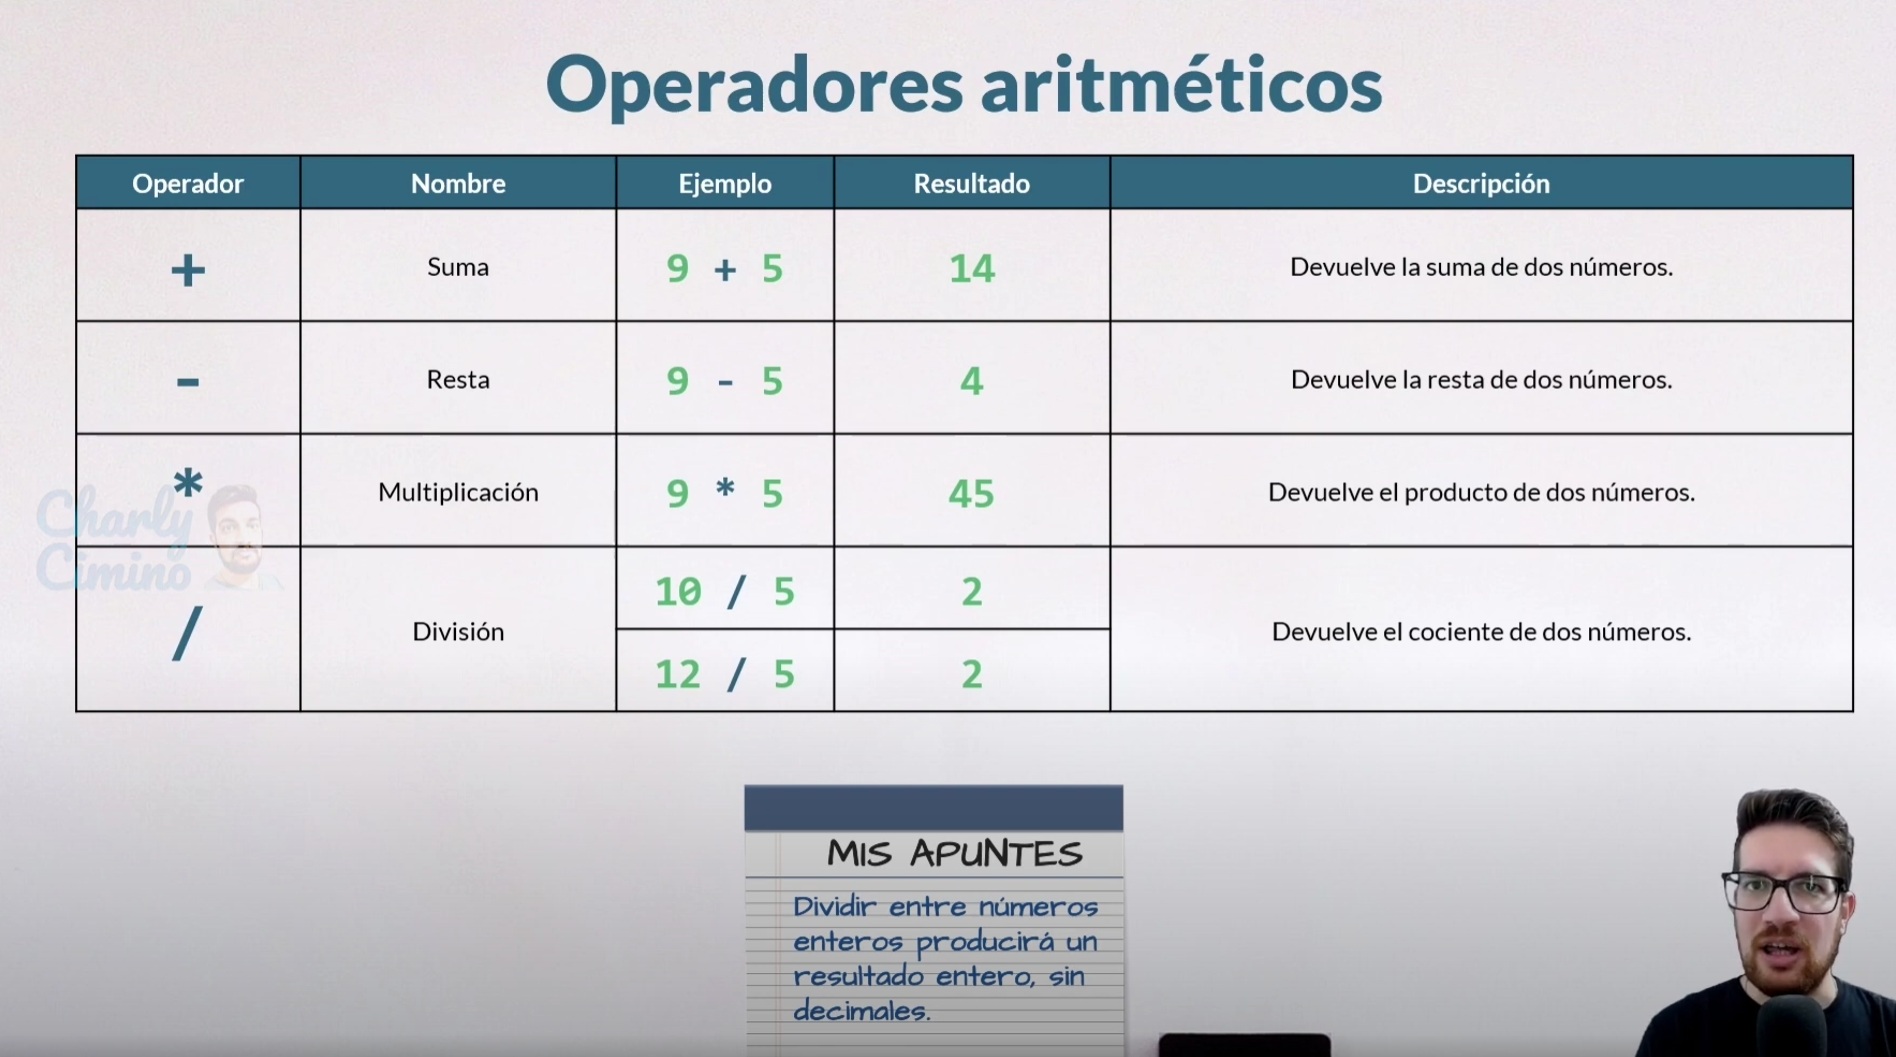 Operadores aritméticos
Operador Nombre Ejemplo Resultado Descripción
+ Suma 9 + 5 14 Devuelve la suma de dos números.
- Resta 9 - 5 4 Devuelve la resta de dos números.
* Multiplicación 9 * 5 45 Devuelve el producto de dos números.
Charly
Cimino
/ División 10 / 5 2 Devuelve el cociente de dos números.
12 / 5 2
MIS APUNTES
Dividir entre números
enteros producirá un
resultado entero, sin
decimales.